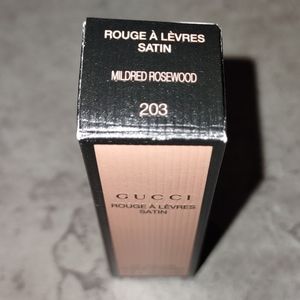 ROUGE À LÈVRES
SATIN
MILDRED ROSEWOOD
203
GUCCI
ROUGE À LÈVRES
SATIN